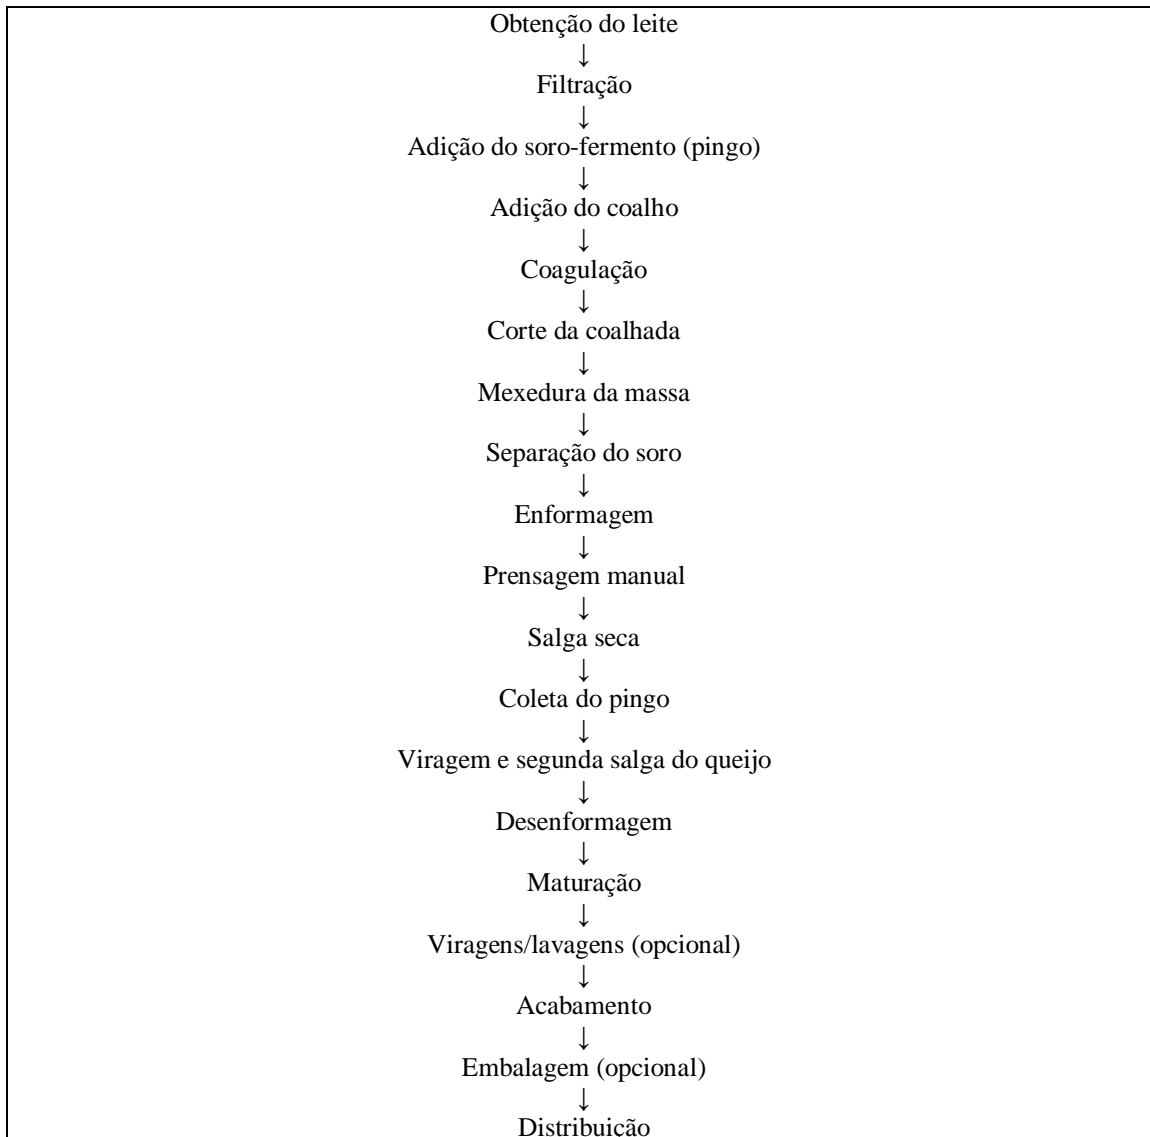 Obtenção do leite
↓
Filtração
↓
Adição do soro-fermento (pingo)
↓
Adição do coalho
↓
Coagulação
↓
Corte da coalhada
↓
Mexedura da massa
↓
Separação do soro
↓
Enformagem
↓
Prensagem manual
↓
Salga seca
↓
Coleta do pingo
↓
Viragem e segunda salga do queijo
↓
Desenformagem
↓
Maturação
↓
Viragens/lavagens (opcional)
↓
Acabamento
↓
Embalagem (opcional)
↓
Distribuição